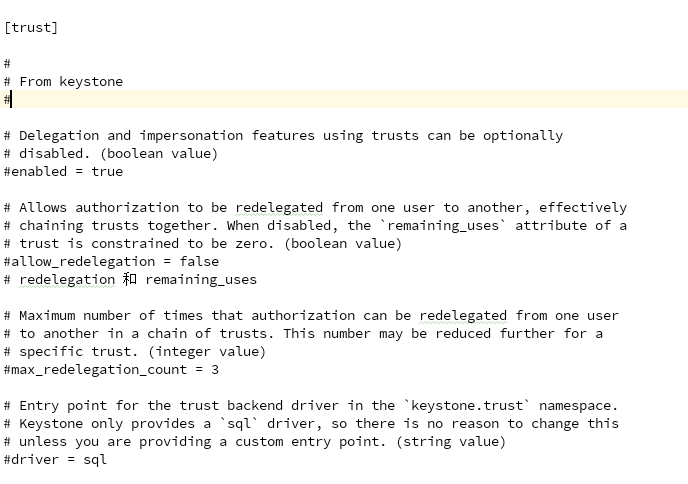 [trust]
#
# From keystone
#
# Delegation and impersonation features using trusts can be optionally
# disabled. (boolean value)
#enabled = true
# Allows authorization to be redelegated from one user to another, effectively
# chaining trusts together. When disabled, the `remaining_uses` attribute of a
# trust is constrained to be zero. (boolean value)
#allow_redelegation = false
# redelegation 和 remaining_uses
# Maximum number of times that authorization can be redelegated from one user
# to another in a chain of trusts. This number may be reduced further for a
# specific trust. (integer value)
#max_redelegation_count = 3
# Entry point for the trust backend driver in the `keystone.trust` namespace.
# Keystone only provides a `sql` driver, so there is no reason to change this
# unless you are providing a custom entry point. (string value)
#driver = sql